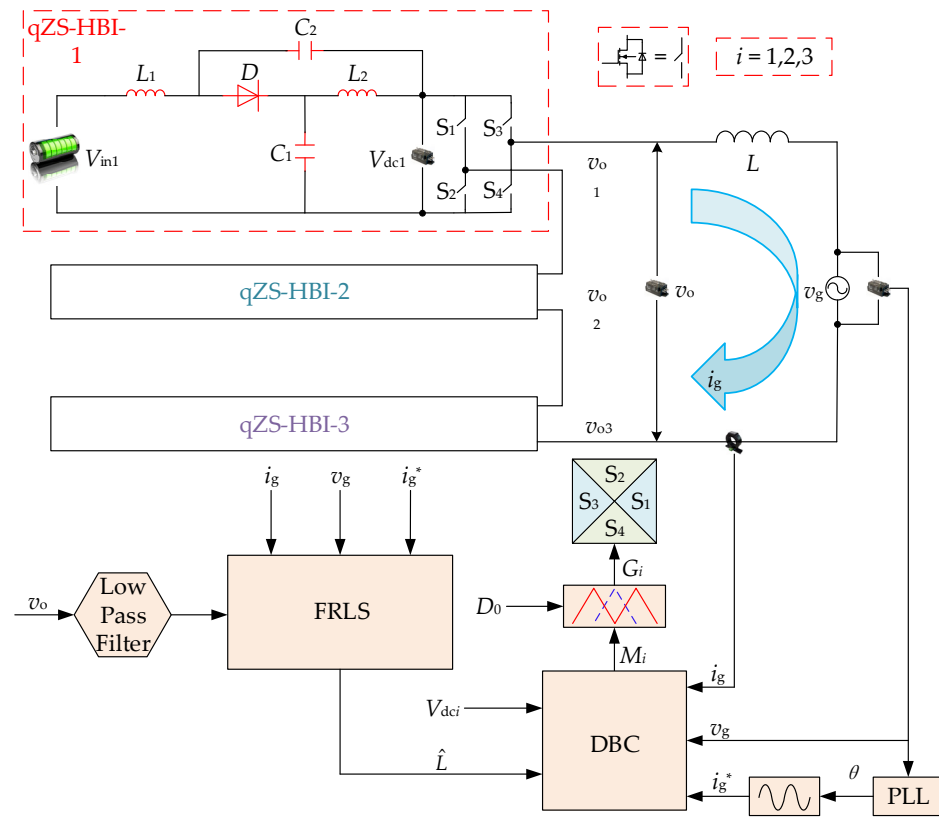 qZS-HBI-
1
C2
L1
D
L2
= 
i = 1,2,3
Vin1
C1
Vdc1
S1
S3
S2
S4
vo
1
L
qZS-HBI-2
vo
2
vo
vg
ig
qZS-HBI-3
vo3
ig
vg
ig*
S2
S3
S1
S4
Gi
vo
Low
Pass
Filter
FRLS
D0
Mi
ig
Vdci
DBC
vg
L̂
ig*
θ
PLL